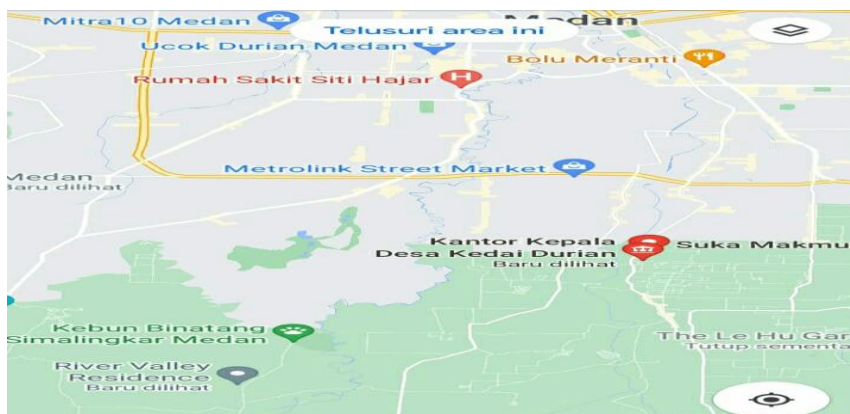 Mitra10 Medan
Medan
Telusuri area ini
Ucok Durian Medan
Bolu Meranti
Rumah Sakit Siti Hajar
Metrolink Street Market
Medan
Baru dilihat
Kantor Kepala
Desa Kedai Durian
Baru dilihat
Suka Makmu
Kebun Binatang
Simalingkar Medan
The Le Hu Gar
Tutup sementa
River Valley
Residence
Baru dilihat